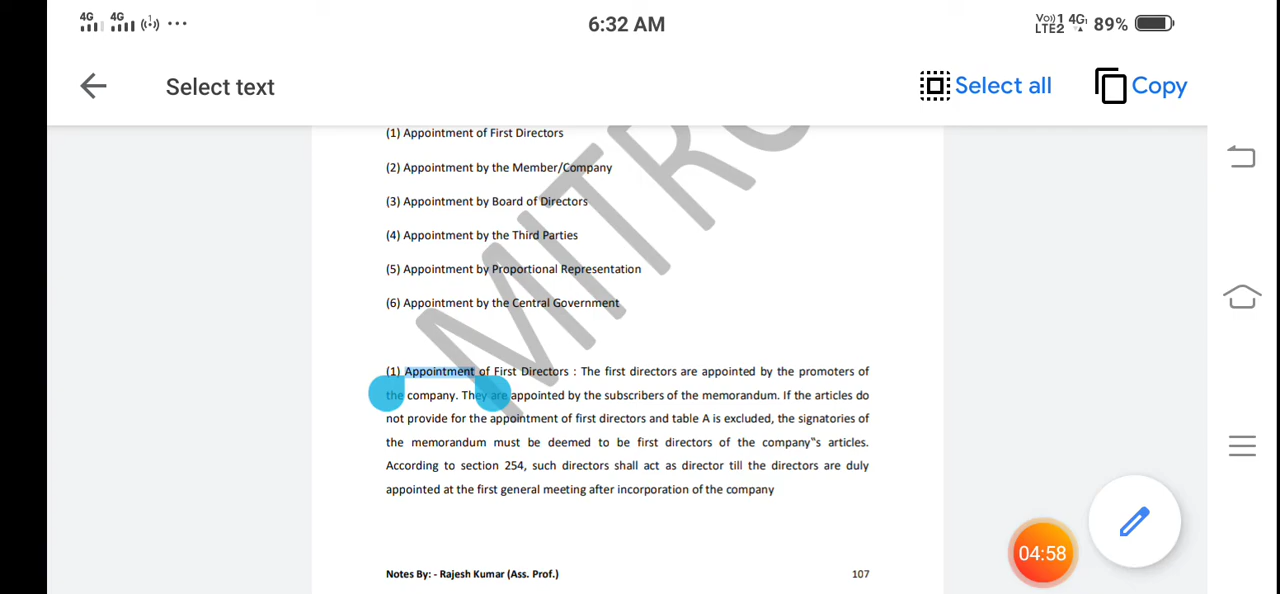 4G 4G 6:32 AM Vo) 1 4G LTE2 89%
Select text Select all Copy
(1) Appointment of First Directors
(2) Appointment by the Member/Company
(3) Appointment by Board of Directors
(4) Appointment by the Third Parties
(5) Appointment by Proportional Representation
(6) Appointment by the Central Government
(1) Appointment of First Directors : The first directors are appointed by the promoters of
the company. They are appointed by the subscribers of the memorandum. If the articles do
not provide for the appointment of first directors and table A is excluded, the signatories of
the memorandum must be deemed to be first directors of the company"s articles.
According to section 254, such directors shall act as director till the directors are duly
appointed at the first general meeting after incorporation of the company
04:58
Notes By: - Rajesh Kumar (Ass. Prof.) 107